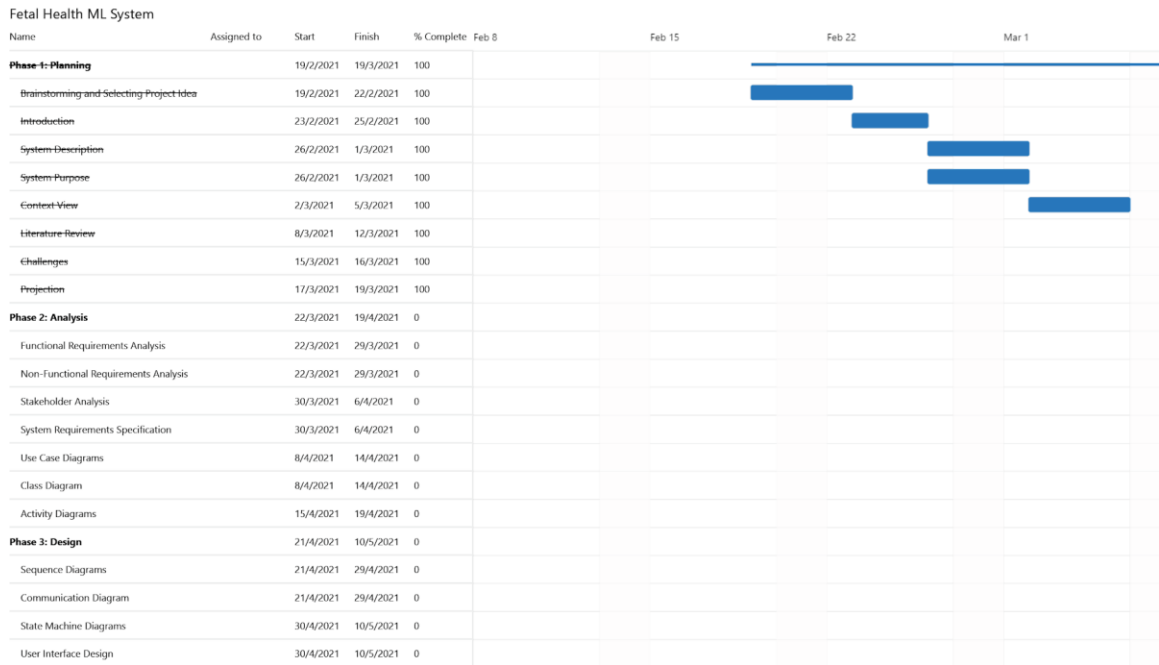 Fetal Health ML System
Name Assigned to Start Finish % Complete Feb 8 Feb 15 Feb 22 Mar 1
Phase 1: Planning 19/2/2021 19/3/2021 100
Brainstorming and Selecting Project Idea 19/2/2021 22/2/2021 100
Introduction 23/2/2021 25/2/2021 100
System Description 26/2/2021 1/3/2021 100
System Purpose 26/2/2021 1/3/2021 100
Context View 2/3/2021 5/3/2021 100
Literature Review 8/3/2021 12/3/2021 100
Challenges 15/3/2021 16/3/2021 100
Projection 17/3/2021 19/3/2021 100
Phase 2: Analysis 22/3/2021 19/4/2021 0
Functional Requirements Analysis 22/3/2021 29/3/2021 0
Non-Functional Requirements Analysis 22/3/2021 29/3/2021 0
Stakeholder Analysis 30/3/2021 6/4/2021 0
System Requirements Specification 30/3/2021 6/4/2021 0
Use Case Diagrams 8/4/2021 14/4/2021 0
Class Diagram 8/4/2021 14/4/2021 0
Activity Diagrams 15/4/2021 19/4/2021 0
Phase 3: Design 21/4/2021 10/5/2021 0
Sequence Diagrams 21/4/2021 29/4/2021 0
Communication Diagram 21/4/2021 29/4/2021 0
State Machine Diagrams 30/4/2021 10/5/2021 0
User Interface Design 30/4/2021 10/5/2021 0